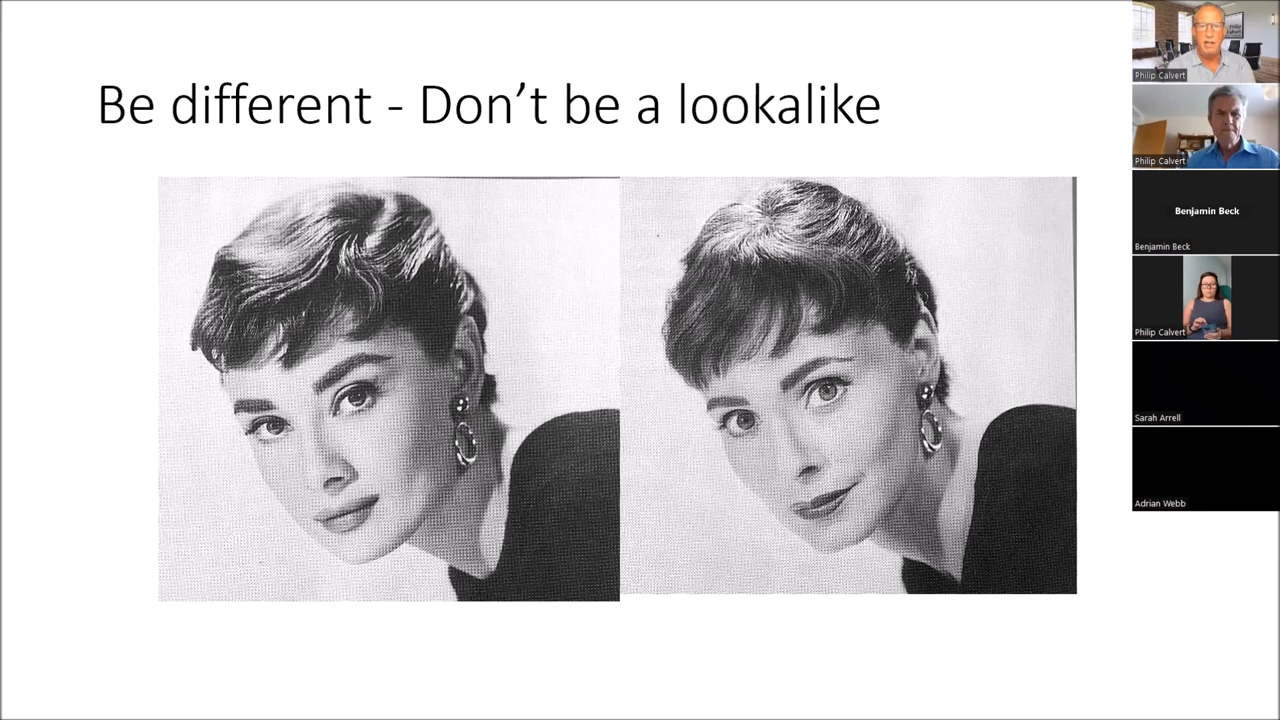 Be different - Don’t be a lookalike
Philip Calvert
Philip Calvert
Benjamin Beck
Benjamin Beck
Philip Calvert
Sarah Arrell
Adrian Webb